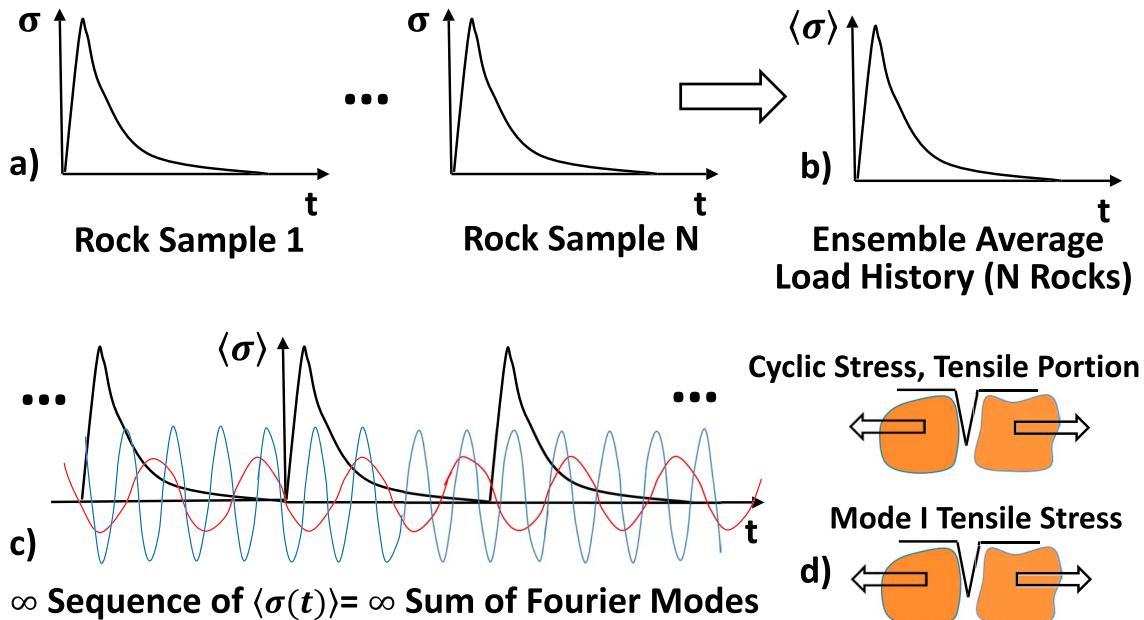 σ
σ
⟨σ⟩
a)
b)
t
t
t
Rock Sample 1
Rock Sample N
Ensemble Average
Load History (N Rocks)
⟨σ⟩
Cyclic Stress, Tensile Portion
t
Mode I Tensile Stress
c)
d)
∞ Sequence of ⟨σ(t)⟩= ∞ Sum of Fourier Modes